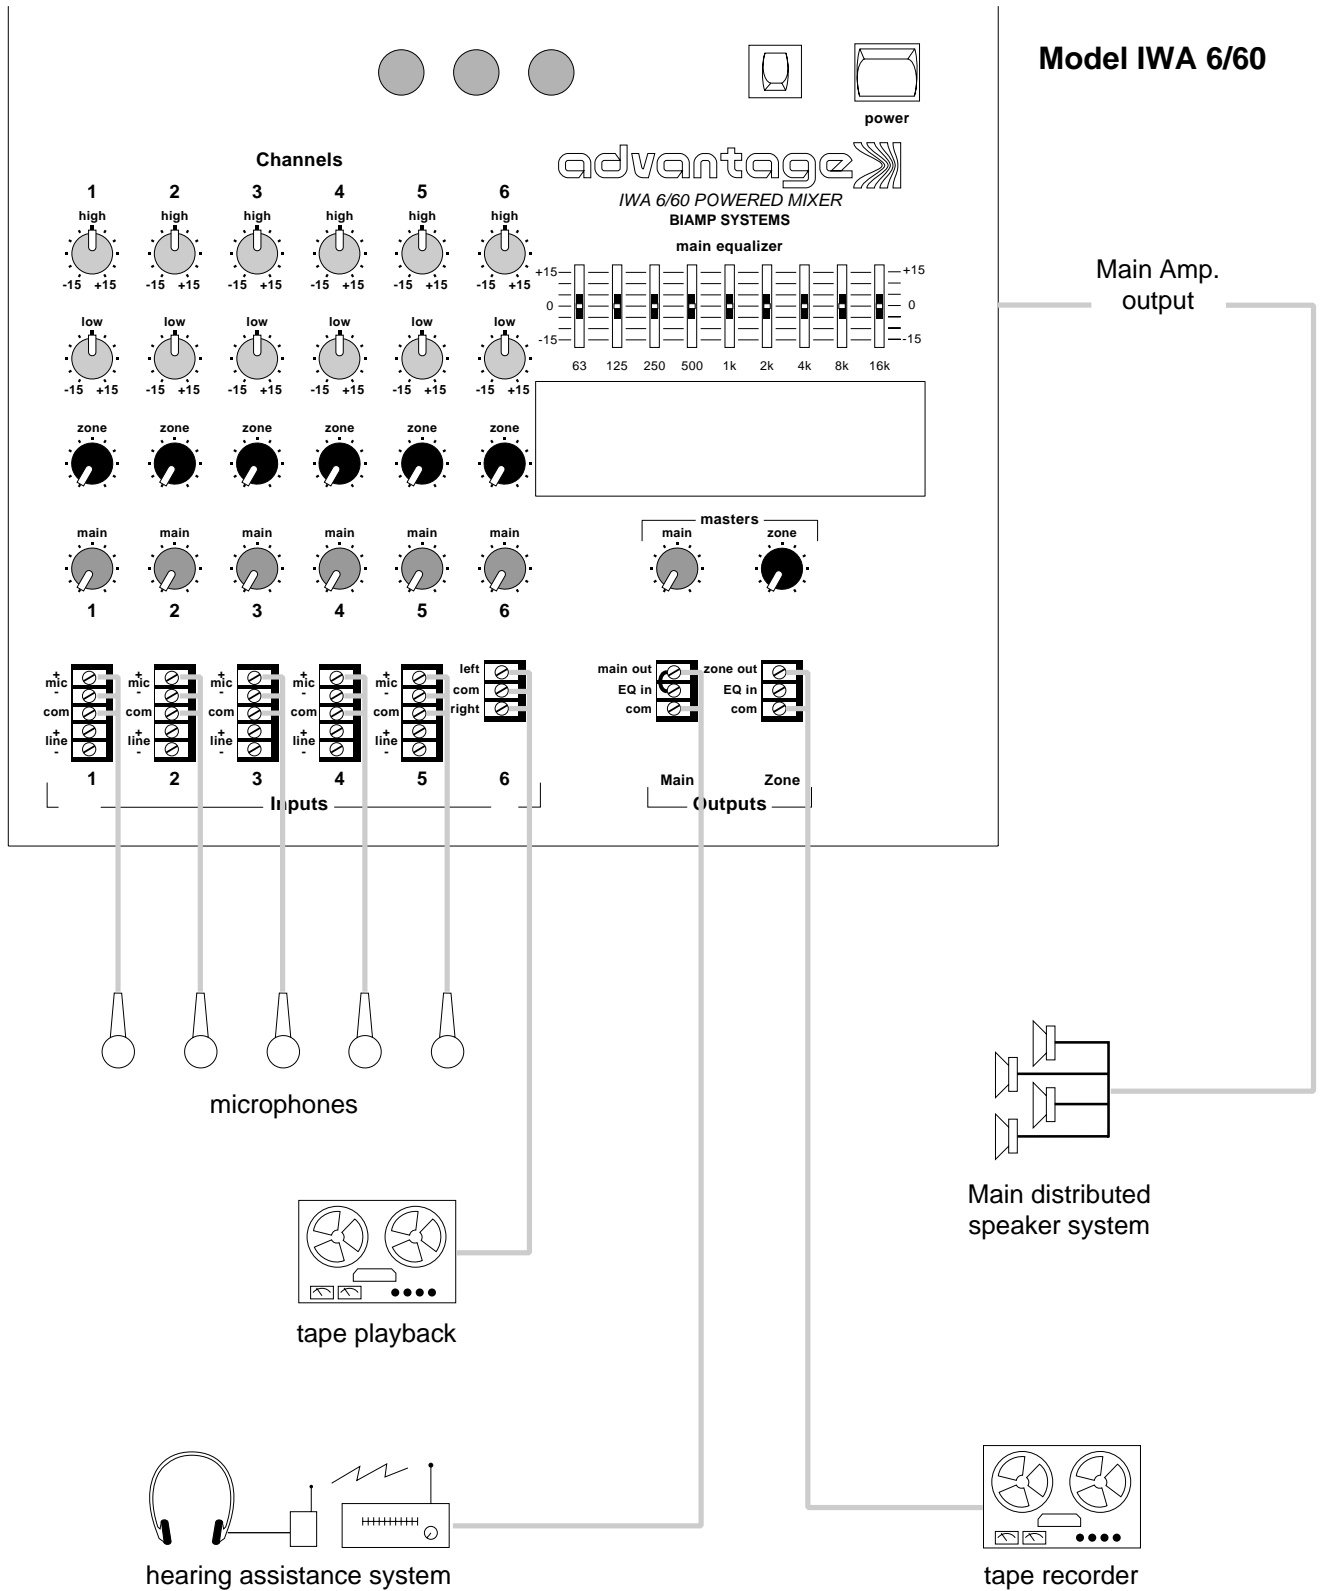 Model IWA 6/60
power
advantage
IWA 6/60 POWERED MIXER
BIAMP SYSTEMS
main equalizer
Channels
1 2 3 4 5 6
high high high high high high
-15 +15 -15 +15 -15 +15 -15 +15 -15 +15 -15 +15
low low low low low low
-15 +15 -15 +15 -15 +15 -15 +15 -15 +15 -15 +15
+15 +15
0 0
-15 -15
63 125 250 500 1k 2k 4k 8k 16k
Main Amp.
output
zone zone zone zone zone zone
main main main main main main
1 2 3 4 5 6
masters
main zone
+ + + + +
mic mic mic mic mic
- - - - -
com com com com com
+ + + + +
line line line line line
- - - - -
left
com
right
1 2 3 4 5 6
Inputs
main out zone out
EQ in EQ in
com com
Main Zone
Outputs
microphones
Main distributed
speaker system
tape playback
hearing assistance system
tape recorder